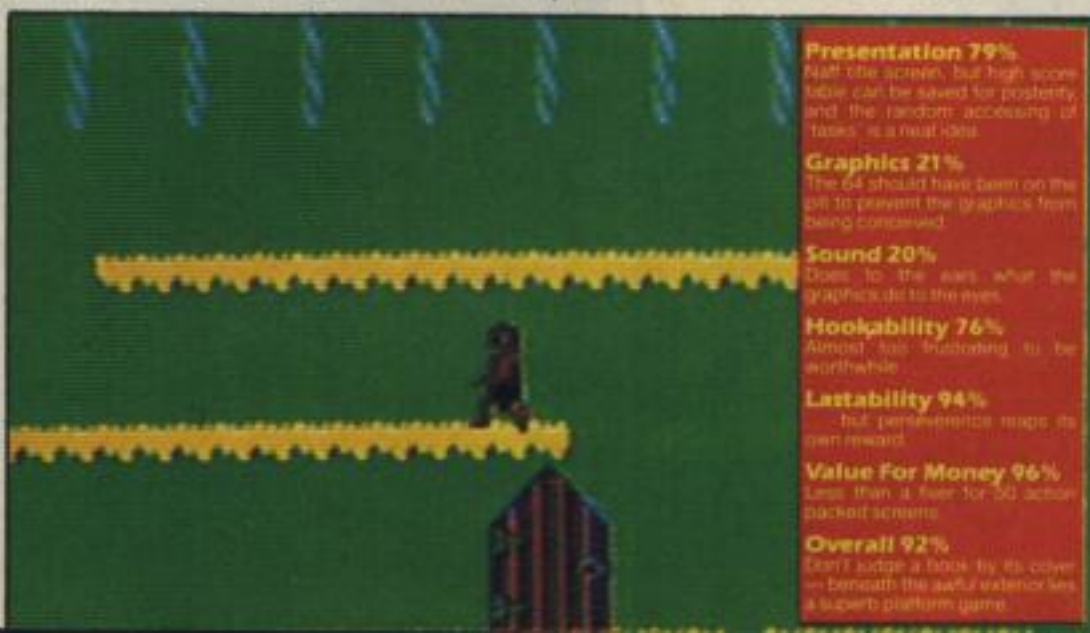 Presentation 79%
Naff title screen, but high score
table can be saved for posterity
and the random accessing of
'tasks' is a neat idea
Graphics 21%
The 64 should have been on the
pill to prevent the graphics from
being conceived
Sound 20%
Does to the ears what the
graphics do to the eyes.
Hookability 76%
Almost too frustrating to be
worthwhile
Lastability 94%
but perseverence reaps its
own reward.
Value For Money 96%
Less than a fiver for 50 action
packed screens
Overall 92%
Don't judge a book by its cover
— beneath the awful exterior lies
a superb platform game.